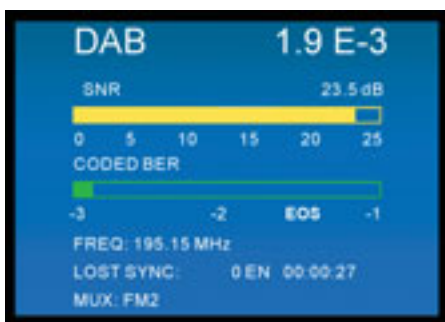 DAB 1.9 E-3
SNR 23.5 dB
0 5 10 15 20 25
CODED BER
-3 -2 EOS -1
FREQ: 195.15 MHz
LOST SYNC: 0 EN 00:00:27
MUX: FM2